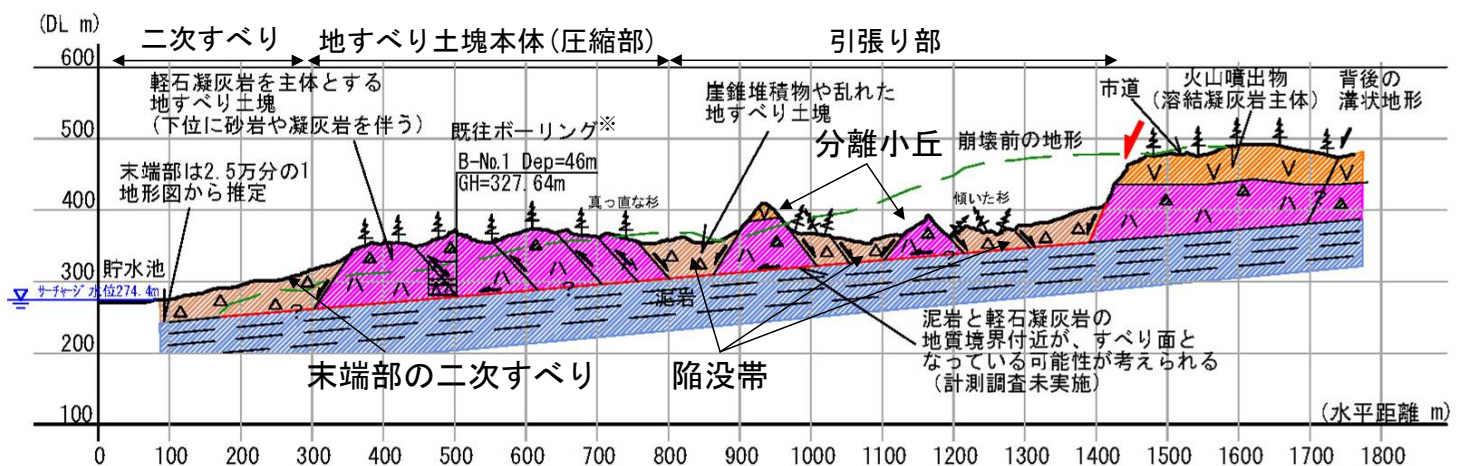 (DL m)
二次すべり
地すべり土塊本体(圧縮部)
引張り部
600
軽石凝灰岩を主体とする
地すべり土塊
(下位に砂岩や凝灰岩を伴う)
崖錐堆積物や乱れた
地すべり土塊
市道
火山噴出物
(溶結凝灰岩主体)
背後の
溝状地形
500
既往ボーリング※
分離小丘
崩壊前の地形
末端部は2.5万分の1
地形図から推定
B-No.1 Dep=46m
GH=327.64m
400
真っ直な杉
傾いた杉
300
貯水池
サーチャージ水位274.4m
?
?
?
泥岩
200
泥岩と軽石凝灰岩の
地質境界付近が、すべり面と
なっている可能性が考えられる
(計測調査未実施)
末端部の二次すべり
陥没帯
100
(水平距離 m)
0 100 200 300 400 500 600 700 800 900 1000 1100 1200 1300 1400 1500 1600 1700 1800